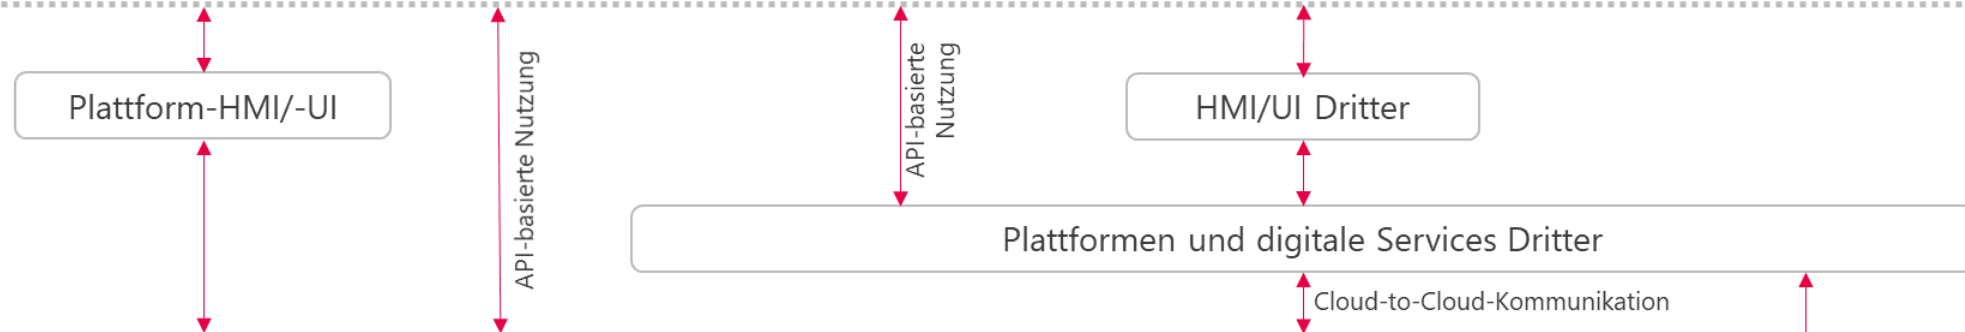 Plattform-HMI/-UI
API-basierte Nutzung
API-basierte
Nutzung
HMI/UI Dritter
Plattformen und digitale Services Dritter
Cloud-to-Cloud-Kommunikation